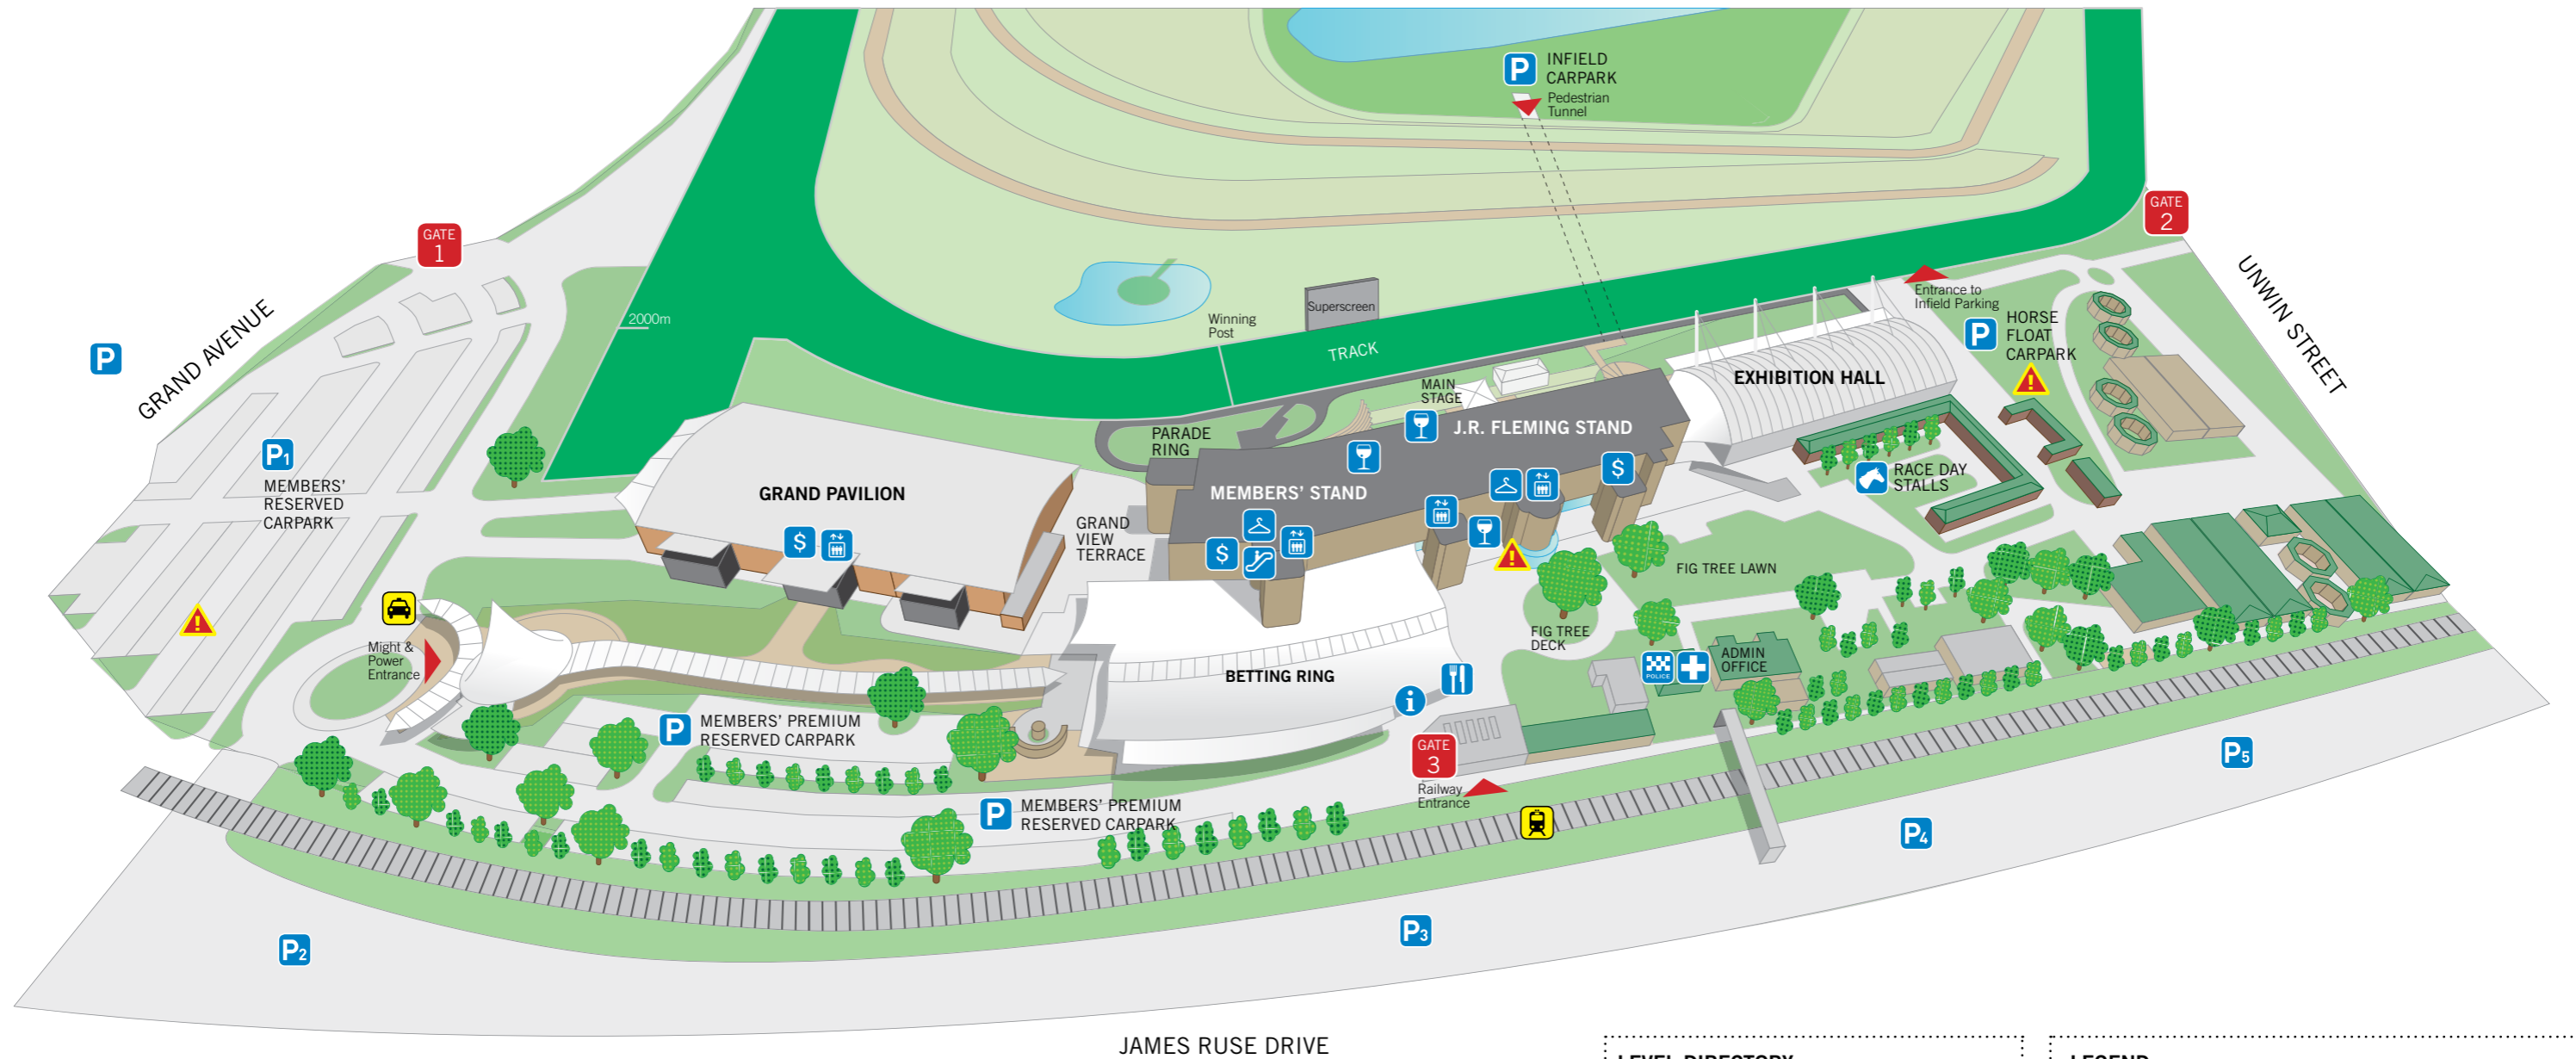 INFIELD
CARPARK
P
Pedestrian
Tunnel
GATE
1
GATE
2
GRAND AVENUE
UNWIN STREET
P
2000m
Winning
Post
Superscreen
TRACK
Entrance to
Infield Parking
P
HORSE
FLOAT
CARPARK
MAIN
STAGE
EXHIBITION HALL
J.R. FLEMING STAND
PARADE
RING
P1
MEMBERS'
RESERVED
CARPARK
GRAND PAVILION
MEMBERS' STAND
RACE DAY
STALLS
GRAND
VIEW
TERRACE
$
$
$
FIG TREE LAWN
FIG TREE
DECK
Might &
Power
Entrance
BETTING RING
POLICE
ADMIN
OFFICE
i
P
MEMBERS' PREMIUM
RESERVED CARPARK
GATE
3
Railway
Entrance
P
MEMBERS' PREMIUM
RESERVED CARPARK
P5
P4
P3
P2
JAMES RUSE DRIVE
LEVEL DIRECTORY
LEGEND